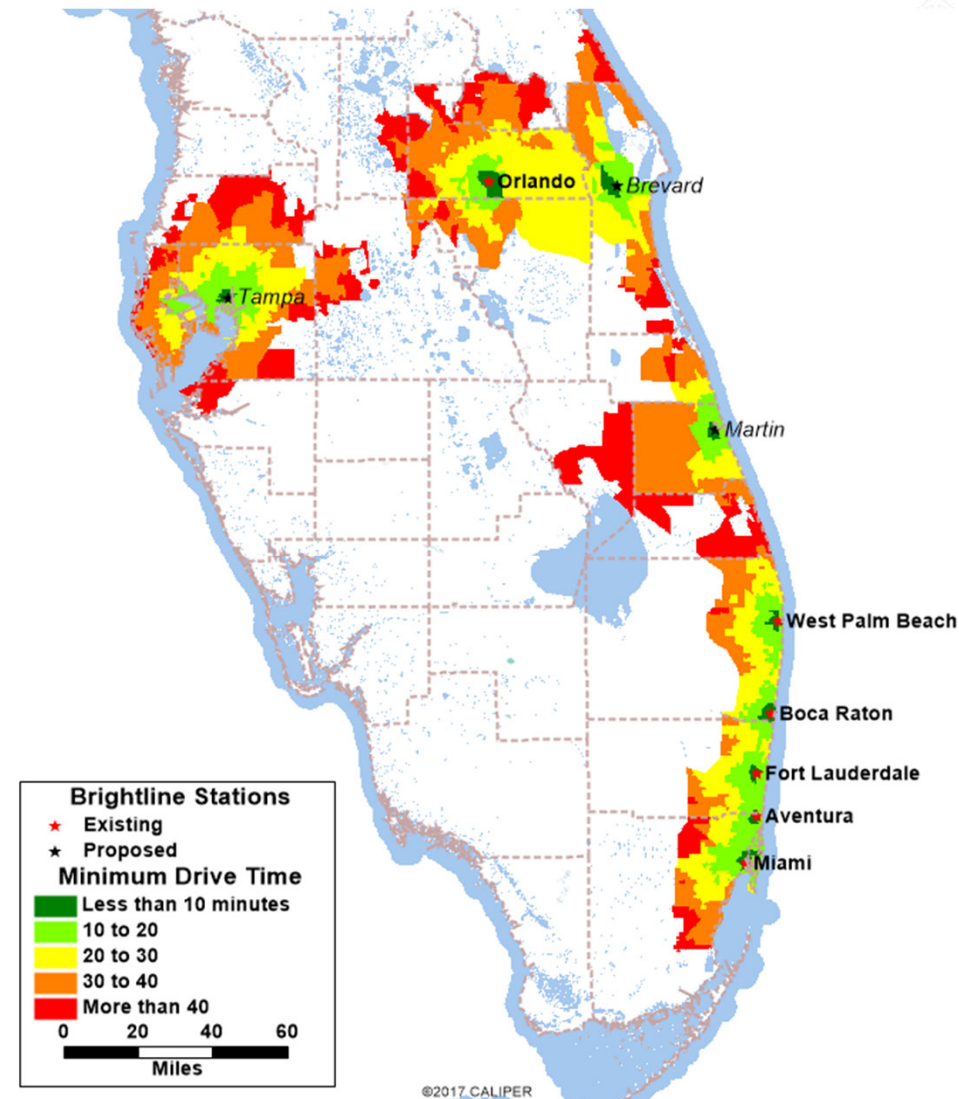 Orlando
Brevard
Tampa
Martin
West Palm Beach
Boca Raton
Fort Lauderdale
Aventura
Miami
Brightline Stations
Existing
Proposed
Minimum Drive Time
Less than 10 minutes
10 to 20
20 to 30
30 to 40
More than 40
0 20 40 60
Miles
©2017 CALIPER